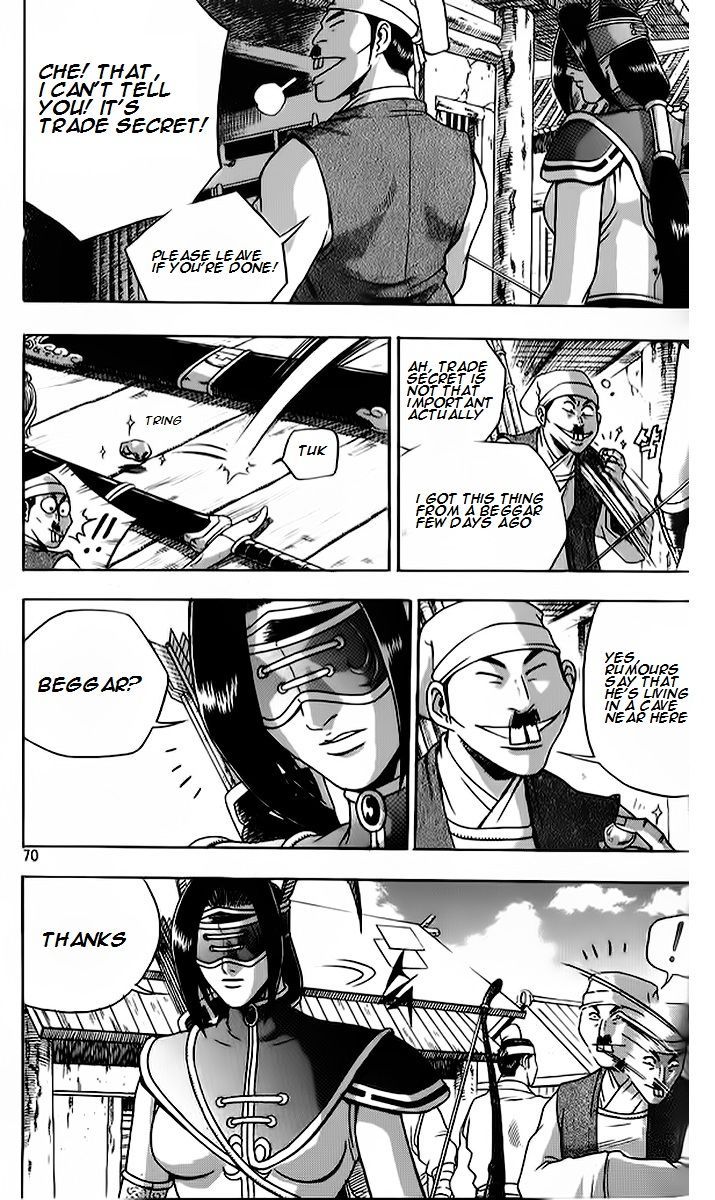 CHE! THAT,
I CAN'T TELL
YOU! IT'S
TRADE SECRET!
PLEASE LEAVE
IF YOU'RE DONE!
TRING
TUK
AH, TRADE
SECRET IS
NOT THAT
IMPORTANT
ACTUALLY
I GOT THIS THING
FROM A BEGGAR
FEW DAYS AGO
BEGGAR?
YES,
RUMOURS
SAY THAT
HE'S LIVING
IN A CAVE
NEAR HERE
70
THANKS
!